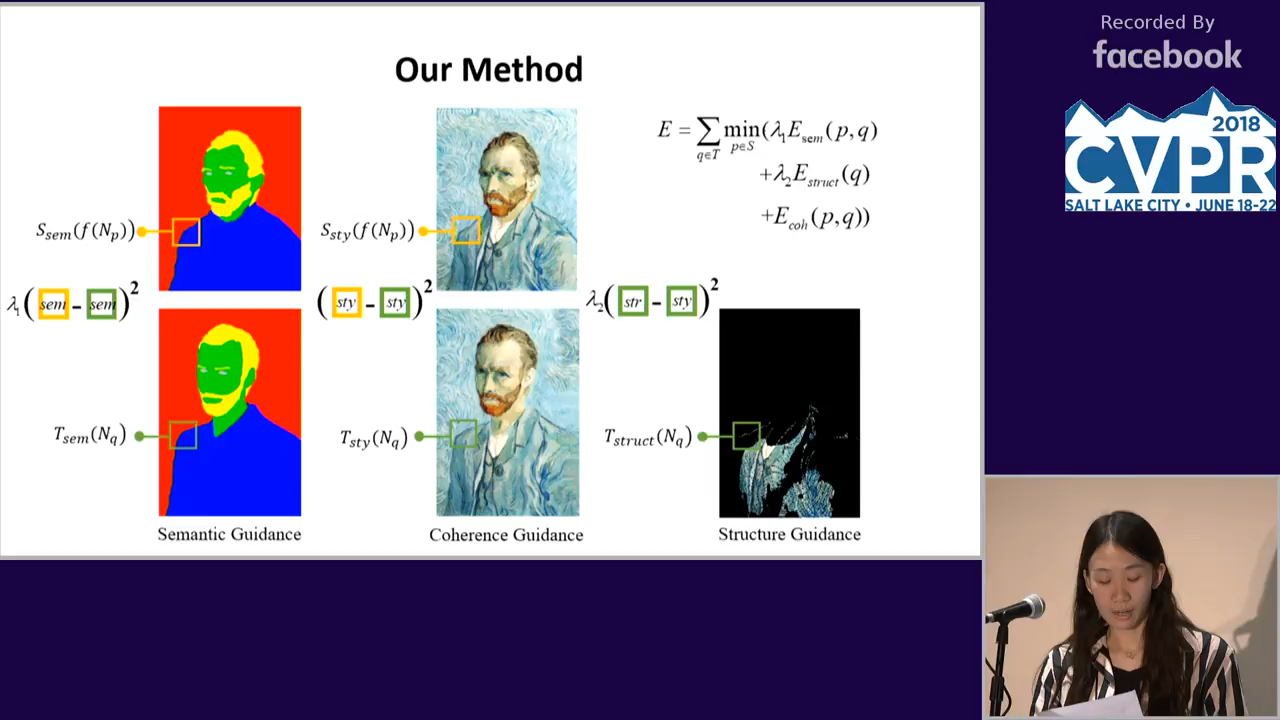 Our Method
E = ∑ min(λ₁E_sem(p,q)
q∈T p∈S
+λ₂E_struct(q)
+E_coh(p,q))
S_sem(f(N_p))
S_sty(f(N_p))
λ₁(sem - sem)²
(sty - sty)²
λ₂(str - sty)²
T_sem(N_q)
T_sty(N_q)
T_struct(N_q)
Semantic Guidance
Coherence Guidance
Structure Guidance
Recorded By
facebook
2018
CVPR
SALT LAKE CITY • JUNE 18-22